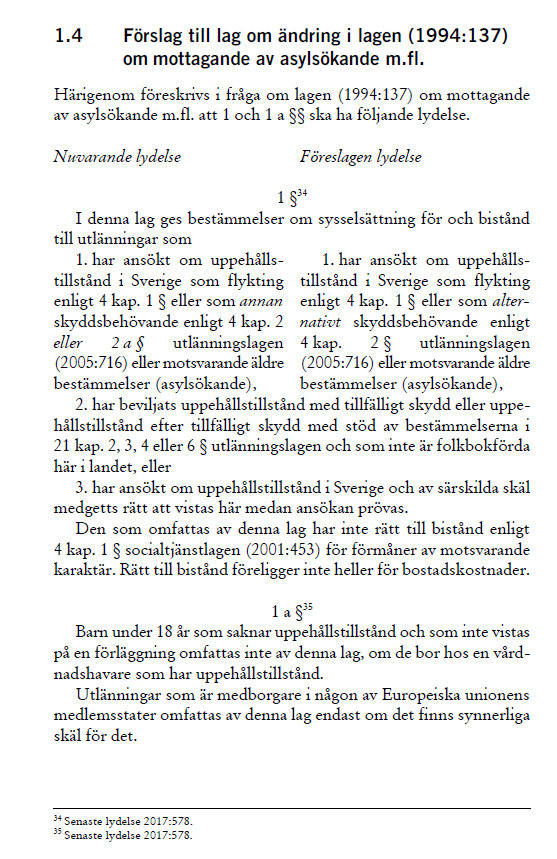 1.4 Förslag till lag om ändring i lagen (1994:137)
om mottagande av asylsökande m.fl.
Härigenom föreskrivs i fråga om lagen (1994:137) om mottagande
av asylsökande m.fl. att 1 och 1 a §§ ska ha följande lydelse.
Nuvarande lydelse
Föreslagen lydelse
1 §34
I denna lag ges bestämmelser om sysselsättning för och bistånd
till utlänningar som
1. har ansökt om uppehålls-
tillstånd i Sverige som flykting
enligt 4 kap. 1 § eller som annan
skyddsbehövande enligt 4 kap. 2
eller 2 a § utlänningslagen
(2005:716) eller motsvarande äldre
bestämmelser (asylsökande),
1. har ansökt om uppehålls-
tillstånd i Sverige som flykting
enligt 4 kap. 1 § eller som alter-
nativt skyddsbehövande enligt
4 kap. 2 § utlänningslagen
(2005:716) eller motsvarande äldre
bestämmelser (asylsökande),
2. har beviljats uppehållstillstånd med tillfälligt skydd eller uppe-
hållstillstånd efter tillfälligt skydd med stöd av bestämmelserna i
21 kap. 2, 3, 4 eller 6 § utlänningslagen och som inte är folkbokförda
här i landet, eller
3. har ansökt om uppehållstillstånd i Sverige och av särskilda skäl
medgetts rätt att vistas här medan ansökan prövas.
Den som omfattas av denna lag har inte rätt till bistånd enligt
4 kap. 1 § socialtjänstlagen (2001:453) för förmåner av motsvarande
karaktär. Rätt till bistånd föreligger inte heller för bostadskostnader.
1 a §35
Barn under 18 år som saknar uppehållstillstånd och som inte vistas
på en förläggning omfattas inte av denna lag, om de bor hos en vård-
nadshavare som har uppehållstillstånd.
Utlänningar som är medborgare i någon av Europeiska unionens
medlemsstater omfattas av denna lag endast om det finns synnerliga
skäl för det.
34 Senaste lydelse 2017:578.
35 Senaste lydelse 2017:578.